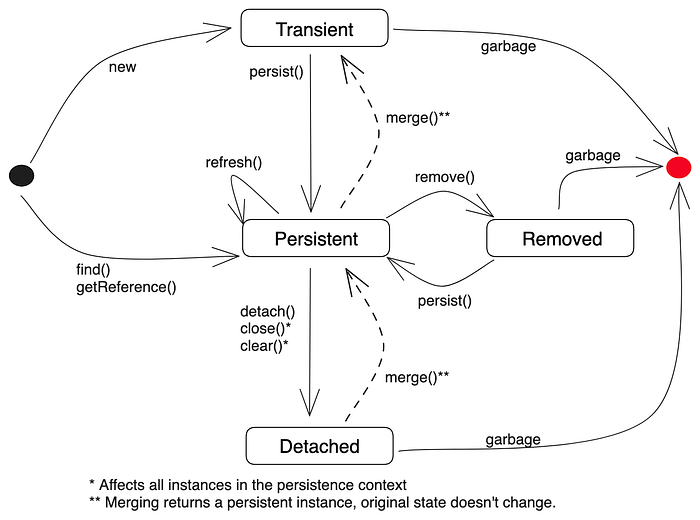 Transient
new
persist()
garbage
merge()**
refresh()
remove()
garbage
Persistent
Removed
find()
getReference()
persist()
detach()
close()*
clear()*
merge()**
Detached
garbage
* Affects all instances in the persistence context
** Merging returns a persistent instance, original state doesn't change.